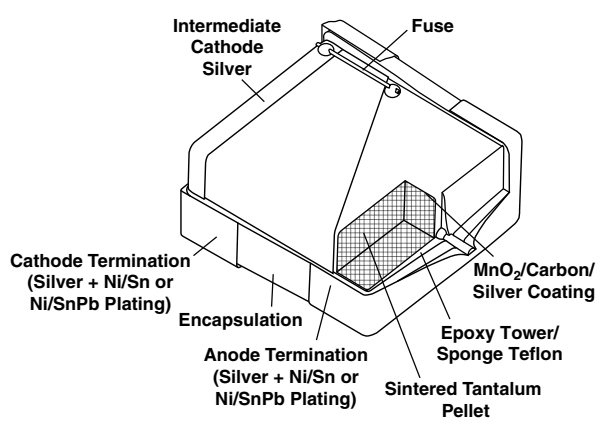 Intermediate
Cathode
Silver
Fuse
Cathode Termination
(Silver + Ni/Sn or
Ni/SnPb Plating)
Encapsulation
Anode Termination
(Silver + Ni/Sn or
Ni/SnPb Plating)
MnO₂/Carbon/
Silver Coating
Epoxy Tower/
Sponge Teflon
Sintered Tantalum
Pellet